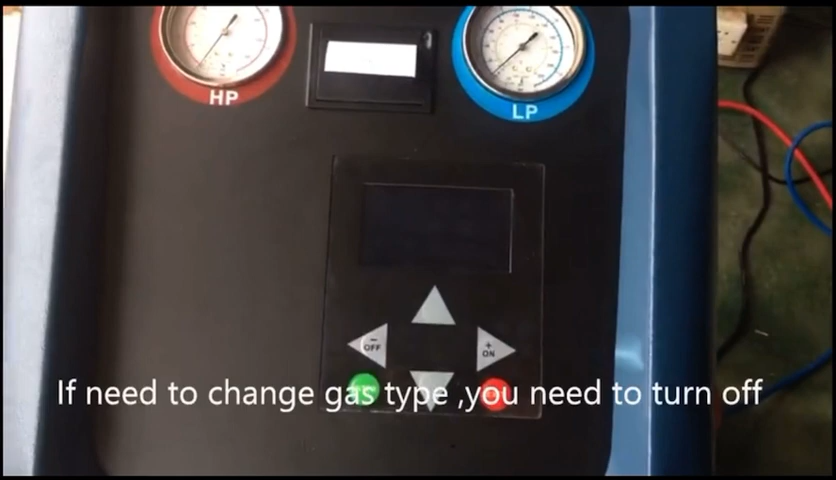 HP
LP
− OFF
+ ON
If need to change gas type ,you need to turn off